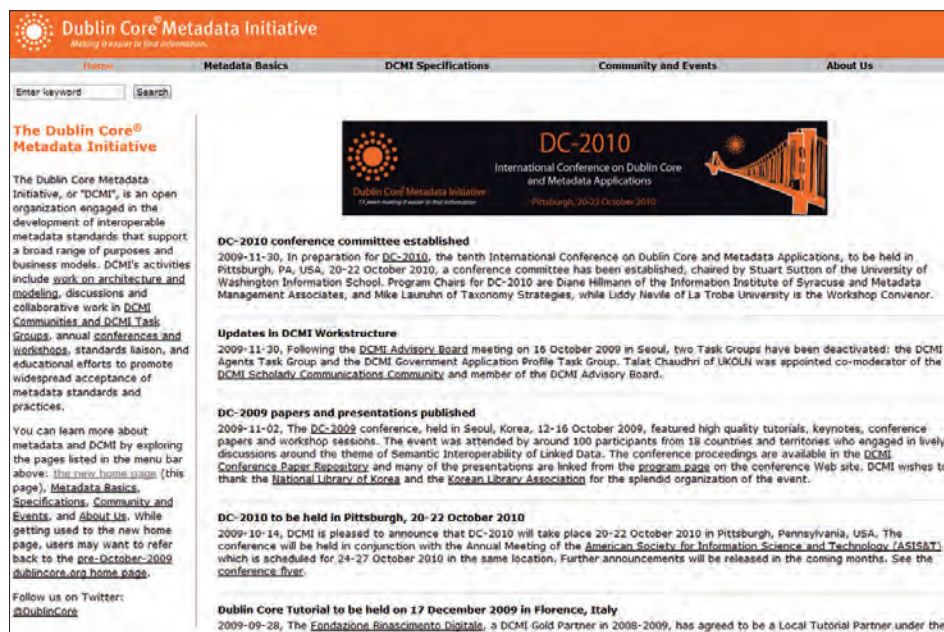 Dublin Core® Metadata Initiative
Making it easier to find information.
Home Metadata Basics DCMI Specifications Community and Events About Us
Enter keyword Search
The Dublin Core®
Metadata Initiative
The Dublin Core Metadata
Initiative, or "DCMI", is an open
organization engaged in the
development of interoperable
metadata standards that support
a broad range of purposes and
business models. DCMI's activities
include work on architecture and
modeling, discussions and
collaborative work in DCMI
Communities and DCMI Task
Groups, annual conferences and
workshops, standards liaison, and
educational efforts to promote
widespread acceptance of
metadata standards and
practices.
You can learn more about
metadata and DCMI by exploring
the pages listed in the menu bar
above: the new home page (this
page), Metadata Basics,
Specifications, Community and
Events, and About Us. While
getting used to the new home
page, users may want to refer
back to the pre-October-2009
dublincore.org home page.
Follow us on Twitter:
@DublinCore
DC-2010
International Conference on Dublin Core
and Metadata Applications
Dublin Core Metadata Initiative
15 years making it easier to find information
Pittsburgh, 20-22 October 2010
DC-2010 conference committee established
2009-11-30, In preparation for DC-2010, the tenth International Conference on Dublin Core and Metadata Applications, to be held in
Pittsburgh, PA, USA, 20-22 October 2010, a conference committee has been established, chaired by Stuart Sutton of the University of
Washington Information School. Program Chairs for DC-2010 are Diane Hillmann of the Information Institute of Syracuse and Metadata
Management Associates, and Mike Lauruhn of Taxonomy Strategies, while Liddy Nevile of La Trobe University is the Workshop Convenor.
Updates in DCMI Workstructure
2009-11-30, Following the DCMI Advisory Board meeting on 16 October 2009 in Seoul, two Task Groups have been deactivated: the DCMI
Agents Task Group and the DCMI Government Application Profile Task Group. Talat Chaudhri of UKOLN was appointed co-moderator of the
DCMI Scholarly Communications Community and member of the DCMI Advisory Board.
DC-2009 papers and presentations published
2009-11-02, The DC-2009 conference, held in Seoul, Korea, 12-16 October 2009, featured high quality tutorials, keynotes, conference
papers and workshop sessions. The event was attended by around 100 participants from 18 countries and territories who engaged in lively
discussions around the theme of Semantic Interoperability of Linked Data. The conference proceedings are available in the DCMI
Conference Paper Repository and many of the presentations are linked from the program page on the conference Web site. DCMI wishes to
thank the National Library of Korea and the Korean Library Association for the splendid organization of the event.
DC-2010 to be held in Pittsburgh, 20-22 October 2010
2009-10-14, DCMI is pleased to announce that DC-2010 will take place 20-22 October 2010 in Pittsburgh, Pennsylvania, USA. The
conference will be held in conjunction with the Annual Meeting of the American Society for Information Science and Technology (ASIS&T)
which is scheduled for 24-27 October 2010 in the same location. Further announcements will be released in the coming months. See the
conference flyer.
Dublin Core Tutorial to be held on 17 December 2009 in Florence, Italy
2009-09-28, The Fondazione Rinascimento Digitale, a DCMI Gold Partner in 2008-2009, has agreed to be a Local Tutorial Partner under the